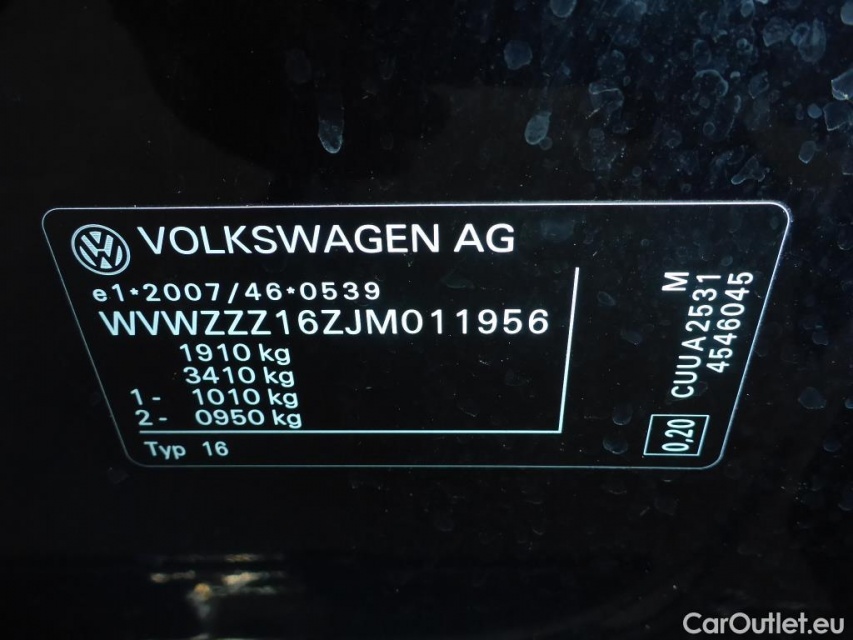 VOLKSWAGEN AG
e1*2007/46*0539
WVWZZZ16ZJM011956
1910 kg
3410 kg
1- 1010 kg
2- 0950 kg
Typ 16
M
CUUA2531
4546045
0,20
CarOutlet.eu